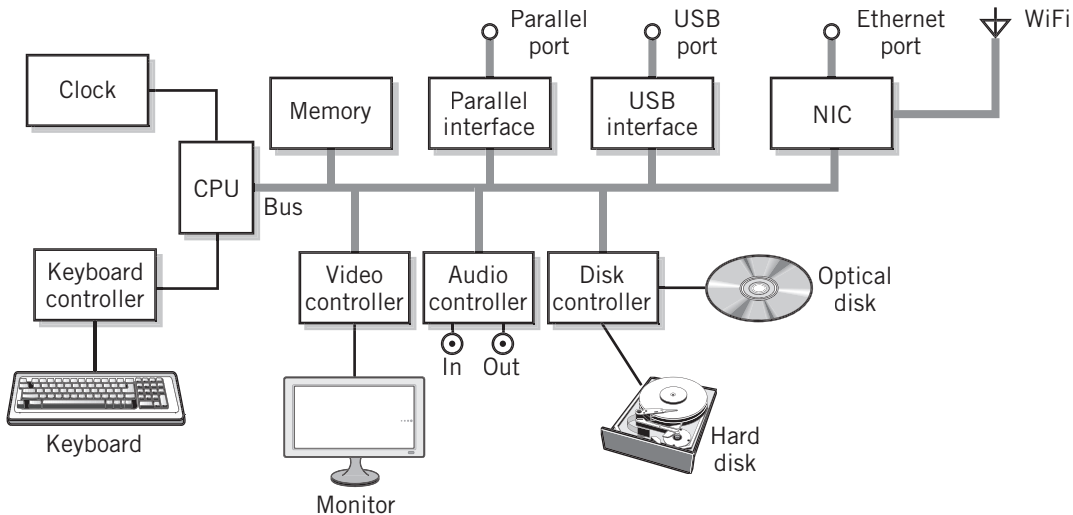 Parallel
port
USB
port
Ethernet
port
WiFi
Clock
Memory
Parallel
interface
USB
interface
NIC
CPU
Bus
Keyboard
controller
Video
controller
Audio
controller
Disk
controller
Optical
disk
In
Out
Keyboard
Monitor
Hard
disk